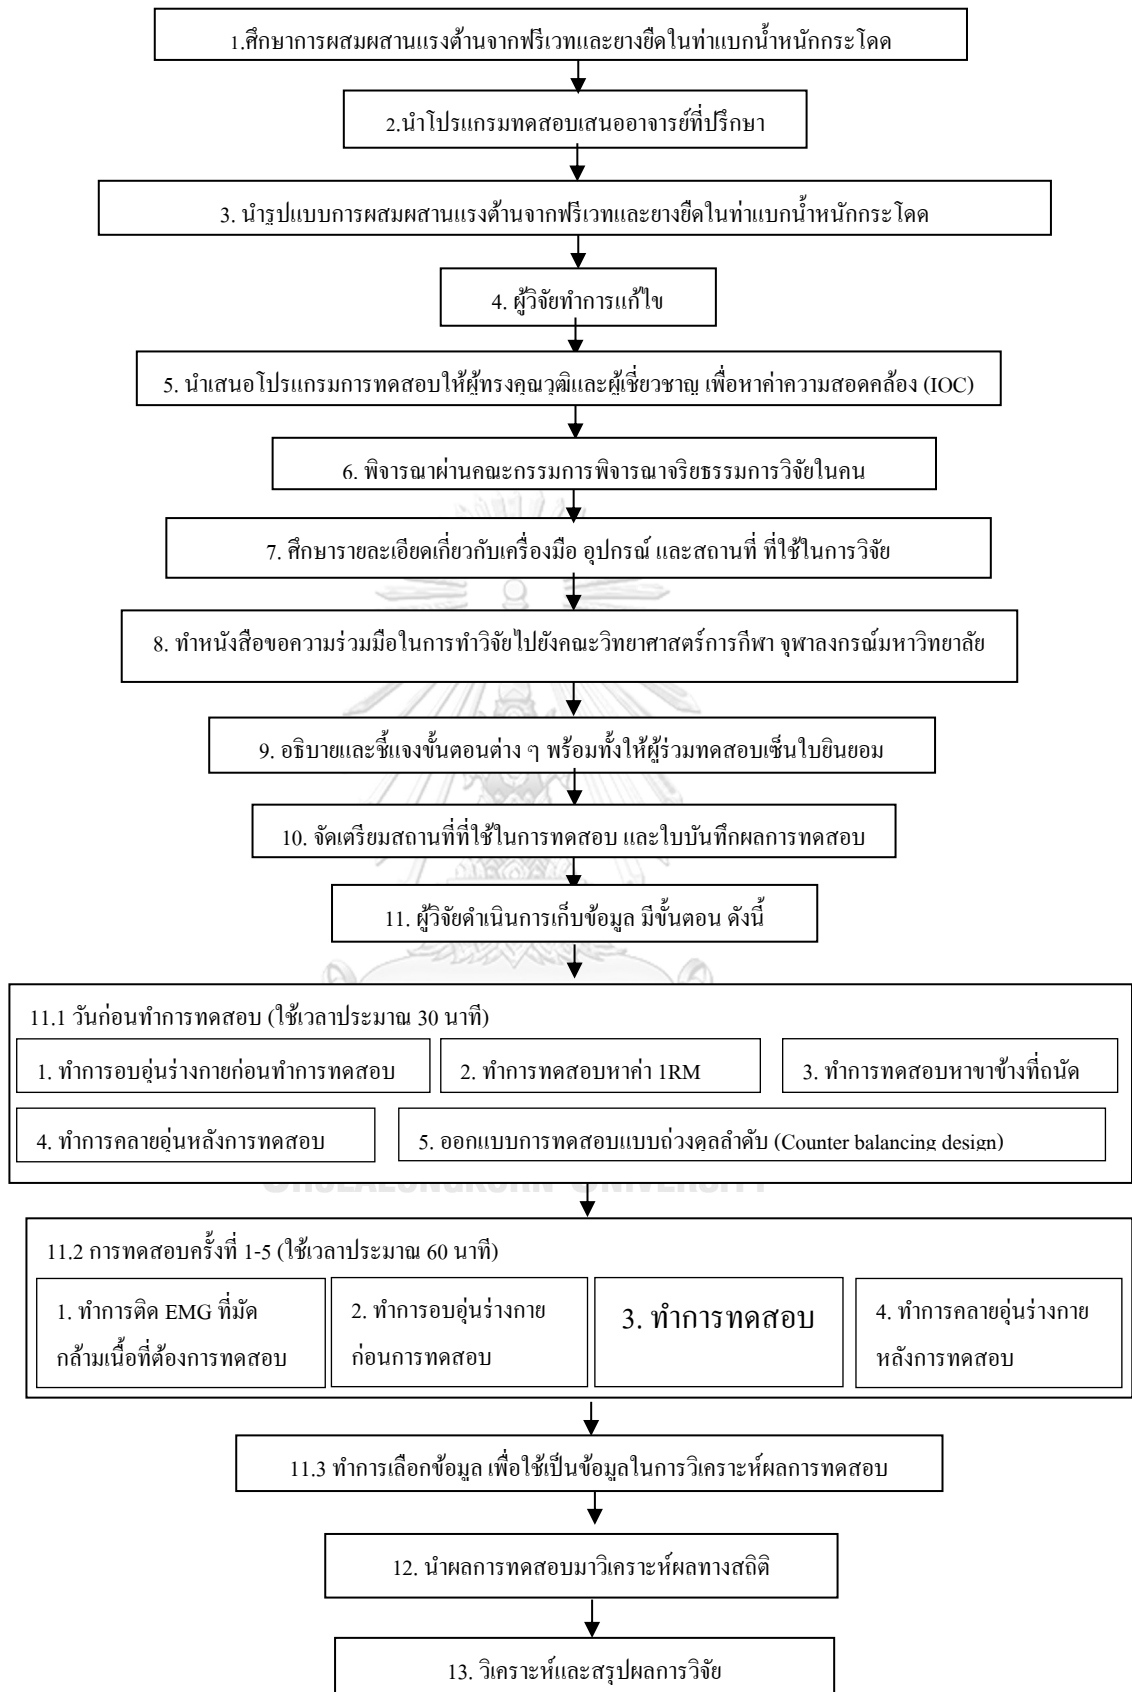 1.ศึกษาการผสมผสานแรงต้านจากฟรีเวทและยางยืดในท่าแบกน้ำหนักกระโดด
2.นำโปรแกรมทดสอบเสนออาจารย์ที่ปรึกษา
3. นำรูปแบบการผสมผสานแรงต้านจากฟรีเวทและยางยืดในท่าแบกน้ำหนักกระโดด
4. ผู้วิจัยทำการแก้ไข
5. นำเสนอโปรแกรมการทดสอบให้ผู้ทรงคุณวุฒิและผู้เชี่ยวชาญ เพื่อหาค่าความสอดคล้อง (IOC)
6. พิจารณาผ่านคณะกรรมการพิจารณาจริยธรรมการวิจัยในคน
7. ศึกษารายละเอียดเกี่ยวกับเครื่องมือ อุปกรณ์ และสถานที่ ที่ใช้ในการวิจัย
8. ทำหนังสือขอความร่วมมือในการทำวิจัยไปยังคณะวิทยาศาสตร์การกีฬา จุฬาลงกรณ์มหาวิทยาลัย
9. อธิบายและชี้แจงขั้นตอนต่าง ๆ พร้อมทั้งให้ผู้ร่วมทดสอบเซ็นใบยินยอม
10. จัดเตรียมสถานที่ที่ใช้ในการทดสอบ และใบบันทึกผลการทดสอบ
11. ผู้วิจัยดำเนินการเก็บข้อมูล มีขั้นตอน ดังนี้
11.1 วันก่อนทำการทดสอบ (ใช้เวลาประมาณ 30 นาที)
1. ทำการอบอุ่นร่างกายก่อนทำการทดสอบ
2. ทำการทดสอบหาค่า 1RM
3. ทำการทดสอบหาขาข้างที่ถนัด
4. ทำการคลายอุ่นหลังการทดสอบ
5. ออกแบบการทดสอบแบบถ่วงดุลลำดับ (Counter balancing design)
CHULALONGKORN UNIVERSITY
11.2 การทดสอบครั้งที่ 1-5 (ใช้เวลาประมาณ 60 นาที)
1. ทำการติด EMG ที่มัด
กล้ามเนื้อที่ต้องการทดสอบ
2. ทำการอบอุ่นร่างกาย
ก่อนการทดสอบ
3. ทำการทดสอบ
4. ทำการคลายอุ่นร่างกาย
หลังการทดสอบ
11.3 ทำการเลือกข้อมูล เพื่อใช้เป็นข้อมูลในการวิเคราะห์ผลการทดสอบ
12. นำผลการทดสอบมาวิเคราะห์ผลทางสถิติ
13. วิเคราะห์และสรุปผลการวิจัย